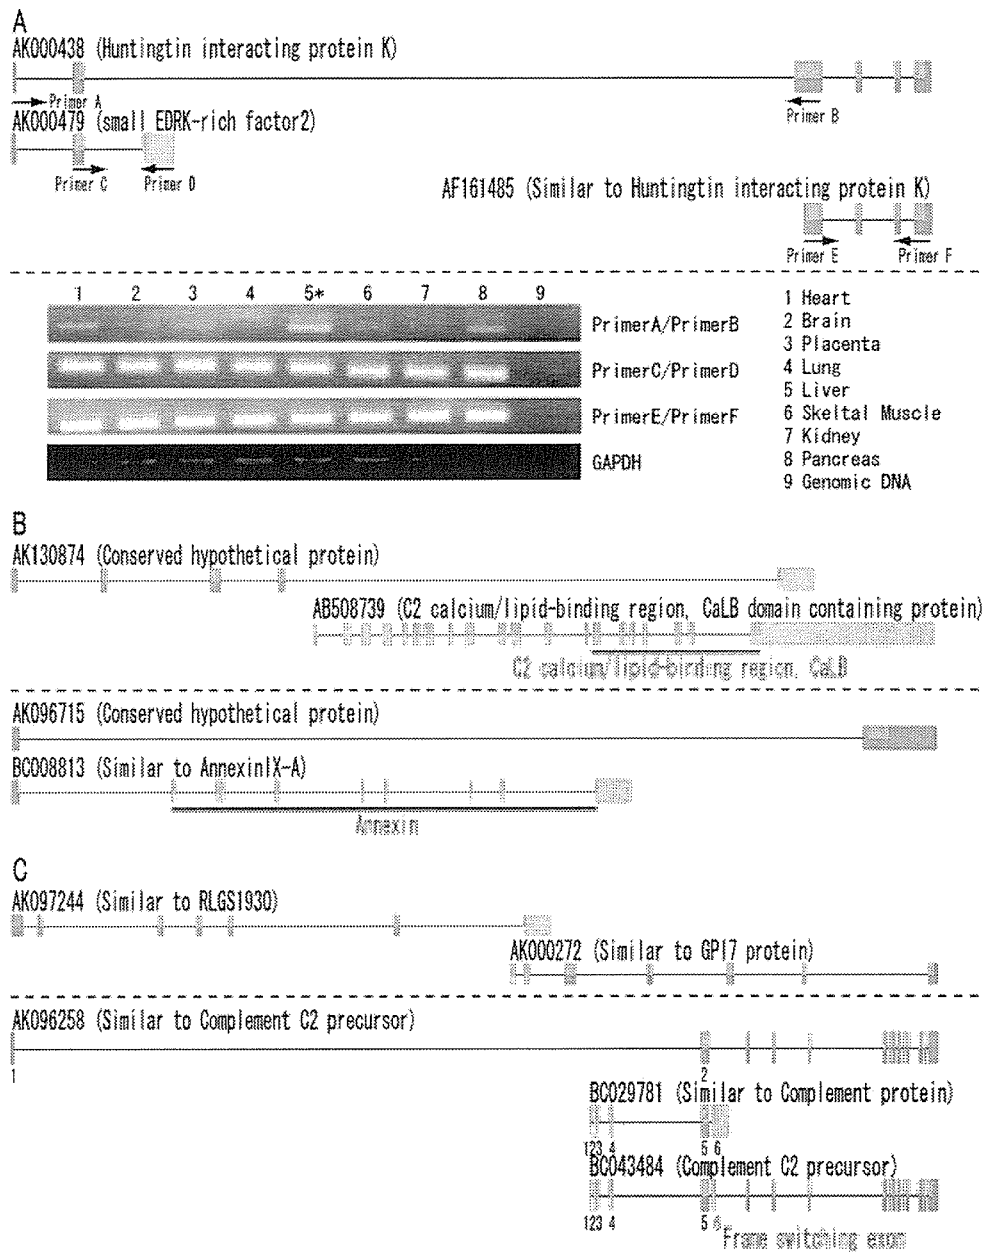 A
AK000438 (Huntingtin interacting protein K)
Primer A
Primer B
AK000479 (small EDRK-rich factor2)
Primer C
Primer D
AF161485 (Similar to Huntingtin interacting protein K)
Primer E
Primer F
1 2 3 4 5* 6 7 8 9
PrimerA/PrimerB
PrimerC/PrimerD
PrimerE/PrimerF
GAPDH
1 Heart
2 Brain
3 Placenta
4 Lung
5 Liver
6 Skeltal Muscle
7 Kidney
8 Pancreas
9 Genomic DNA
B
AK130874 (Conserved hypothetical protein)
AB508739 (C2 calcium/lipid-binding region, CaLB domain containing protein)
C2 calcium/lipid-binding region, CaLB
AK096715 (Conserved hypothetical protein)
BC008813 (Similar to AnnexinIX-A)
Annexin
C
AK097244 (Similar to RLGS1930)
AK000272 (Similar to GPI7 protein)
AK096258 (Similar to Complement C2 precursor)
1
2
BC029781 (Similar to Complement protein)
123 4 5 6
BC043484 (Complement C2 precursor)
123 4 5 6
Frame switching exon